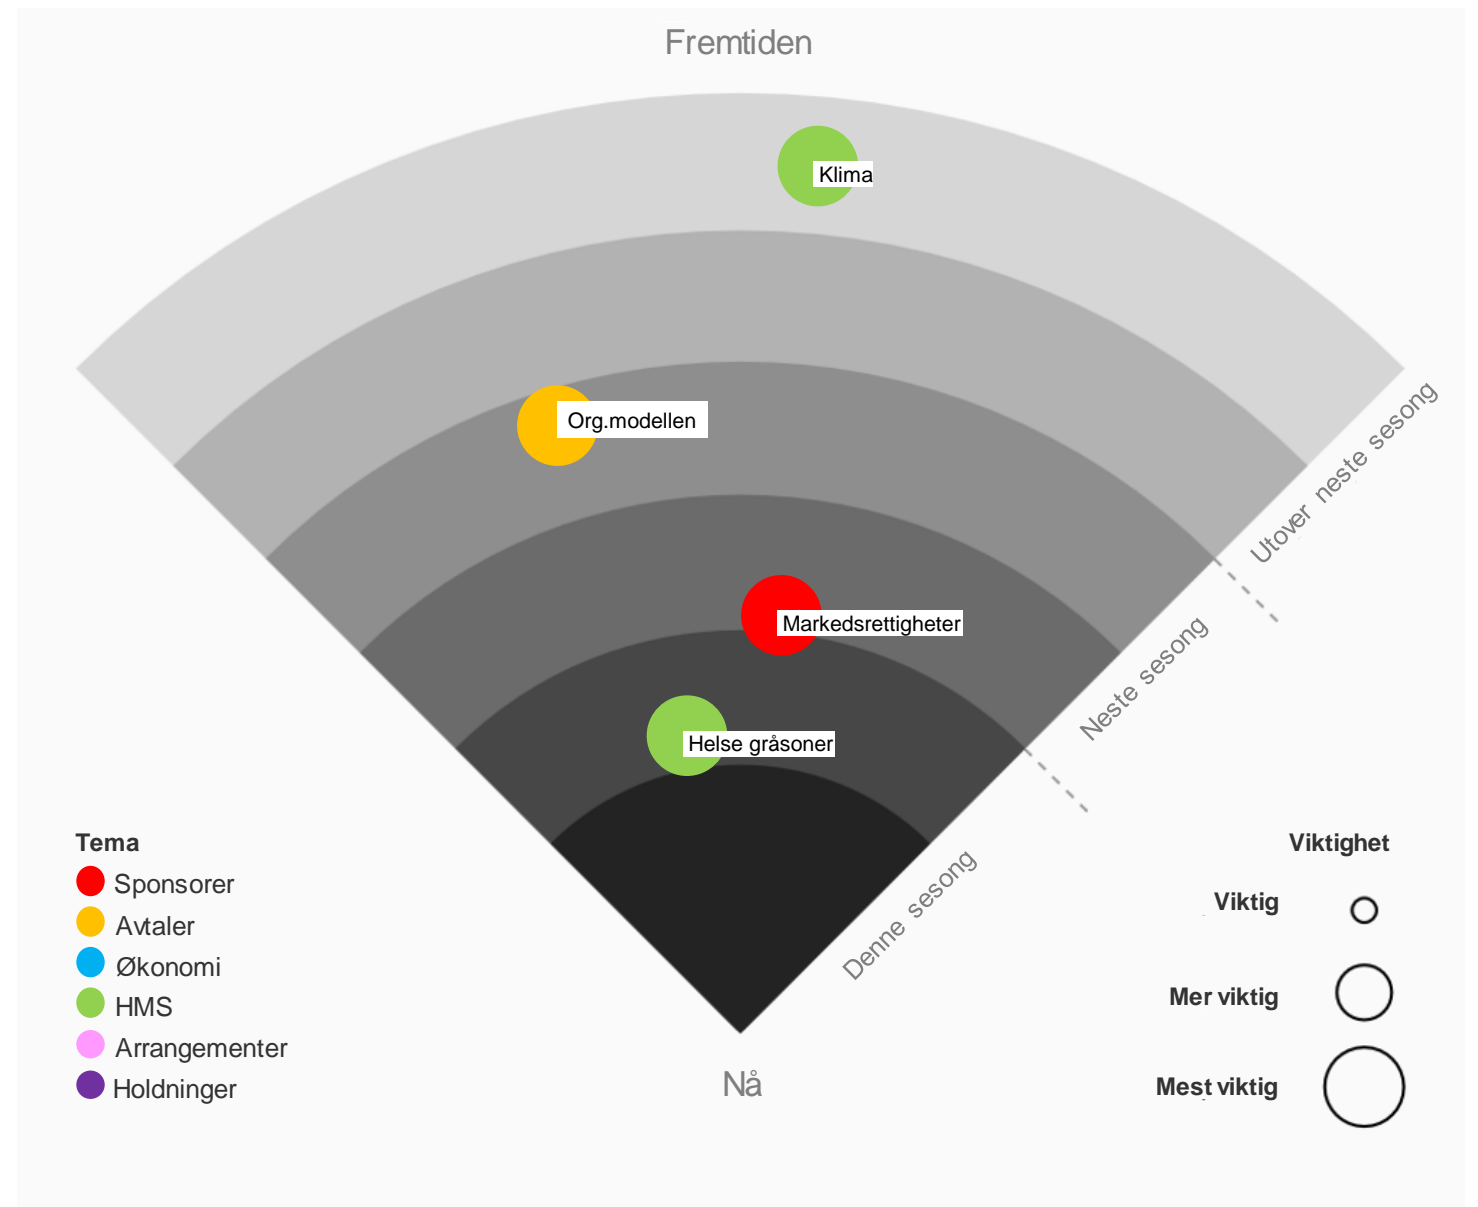 Fremtiden
Klima
Org.modellen
Markedsrettigheter
Helse gråsoner
Utover neste sesong
Neste sesong
Denne sesong
Nå
Tema
Sponsorer
Avtaler
Økonomi
HMS
Arrangementer
Holdninger
Viktighet
Viktig
Mer viktig
Mest viktig